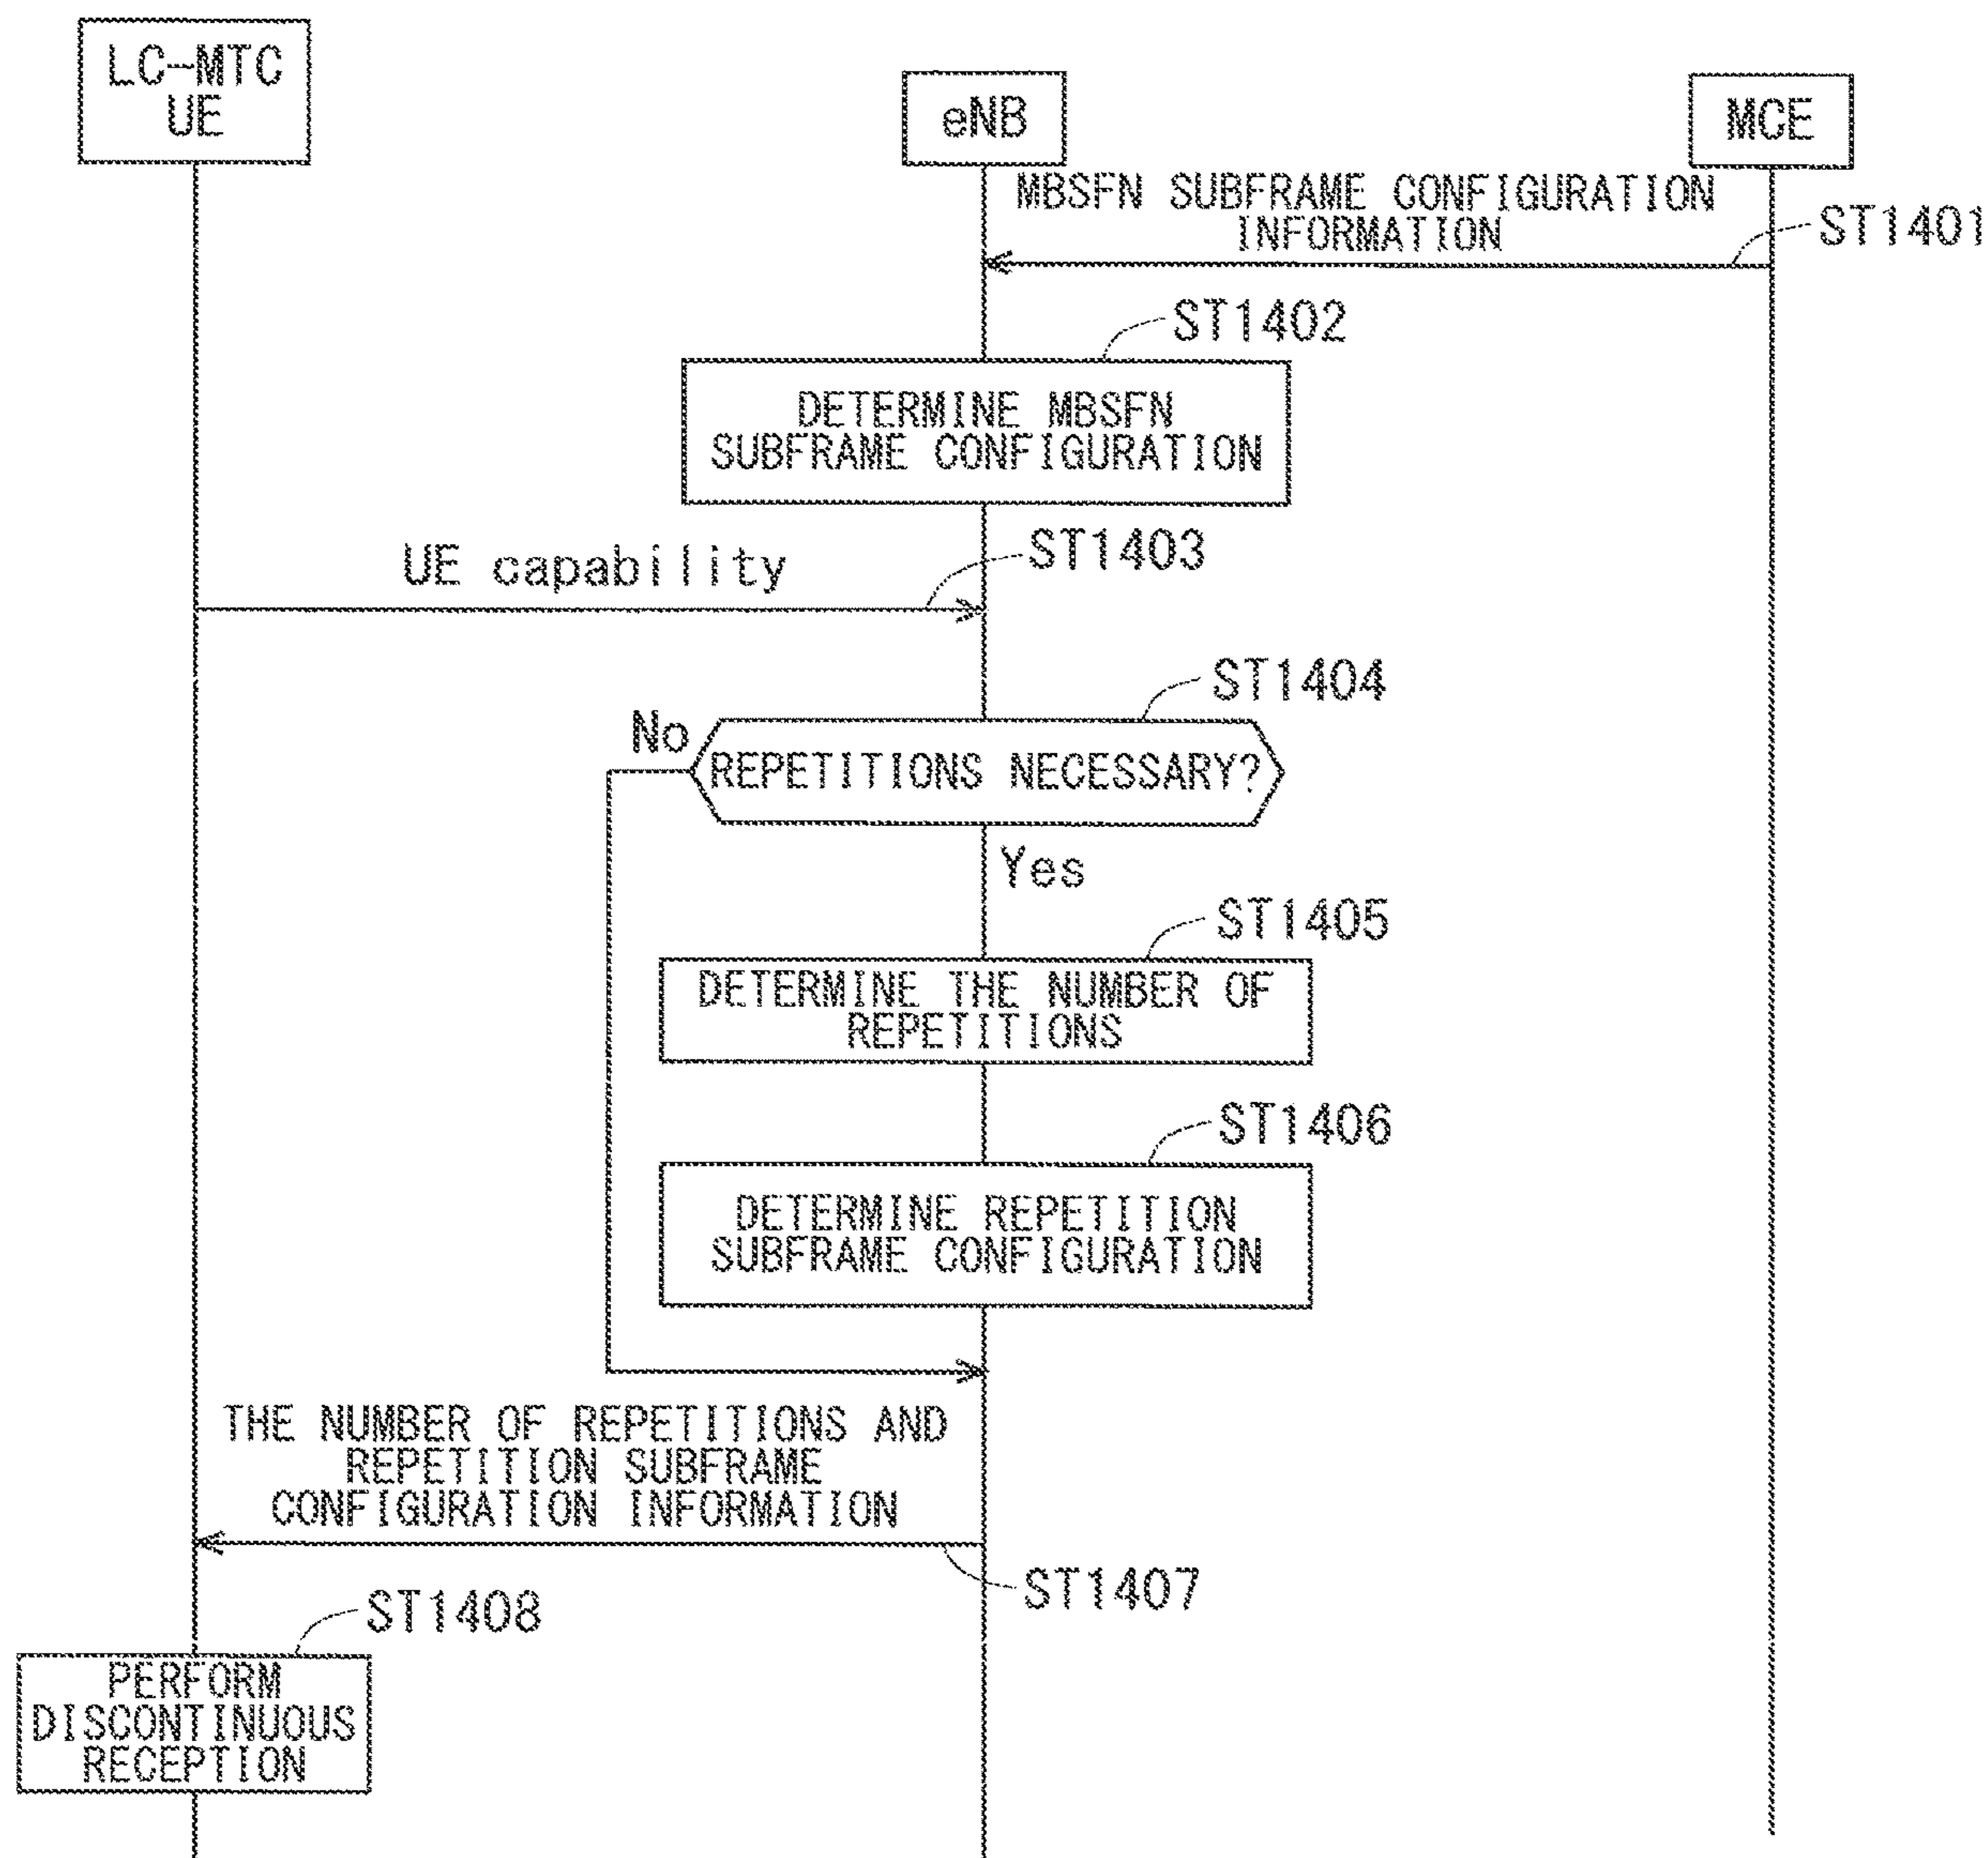 LC-MTC
UE
eNB
MCE
MBSFN SUBFRAME CONFIGURATION
INFORMATION
ST1401
ST1402
DETERMINE MBSFN
SUBFRAME CONFIGURATION
ST1403
UE capability
ST1404
No
REPETITIONS NECESSARY?
Yes
ST1405
DETERMINE THE NUMBER OF
REPETITIONS
ST1406
DETERMINE REPETITION
SUBFRAME CONFIGURATION
THE NUMBER OF REPETITIONS AND
REPETITION SUBFRAME
CONFIGURATION INFORMATION
ST1407
ST1408
PERFORM
DISCONTINUOUS
RECEPTION